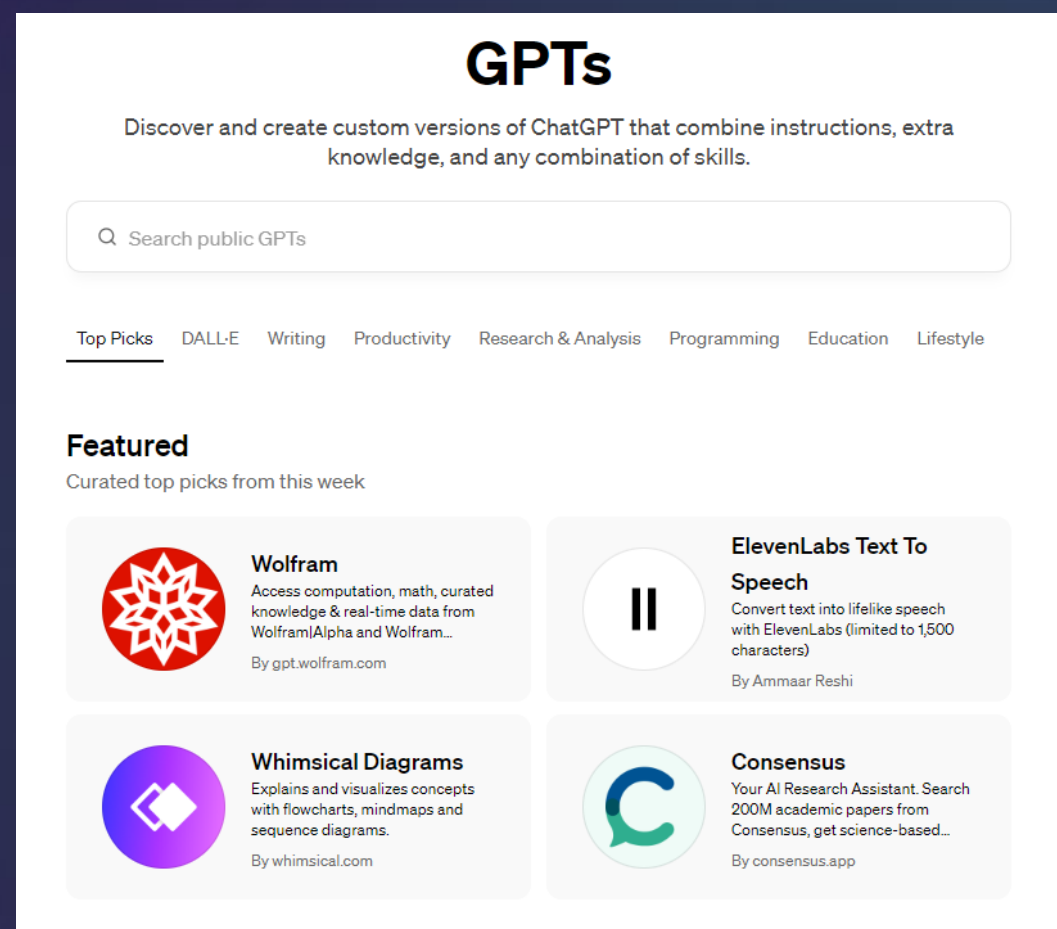 GPTs
Discover and create custom versions of ChatGPT that combine instructions, extra
knowledge, and any combination of skills.
Search public GPTs
Top Picks DALL·E Writing Productivity Research & Analysis Programming Education Lifestyle
Featured
Curated top picks from this week
Wolfram
Access computation, math, curated
knowledge & real-time data from
Wolfram|Alpha and Wolfram...
By gpt.wolfram.com
ElevenLabs Text To
Speech
Convert text into lifelike speech
with ElevenLabs (limited to 1,500
characters)
By Ammaar Reshi
Whimsical Diagrams
Explains and visualizes concepts
with flowcharts, mindmaps and
sequence diagrams.
By whimsical.com
Consensus
Your AI Research Assistant. Search
200M academic papers from
Consensus, get science-based...
By consensus.app